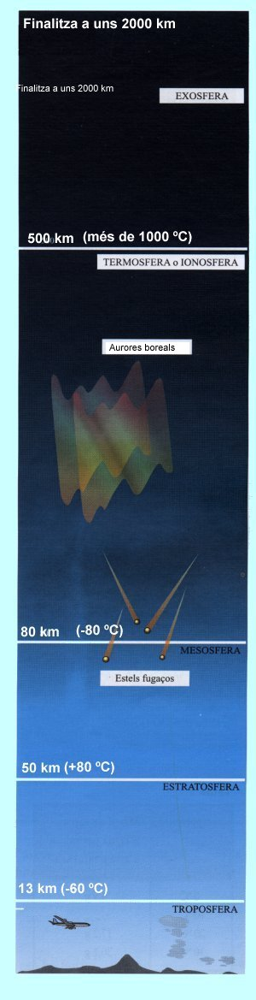 Finalitza a uns 2000 km
Finalitza a uns 2000 km
EXOSFERA
500 km (més de 1000 ºC)
TERMOSFERA o IONOSFERA
Aurores boreals
80 km (-80 ºC)
MESOSFERA
Estels fugaços
50 km (+80 ºC)
ESTRATOSFERA
13 km (-60 ºC)
TROPOSFERA